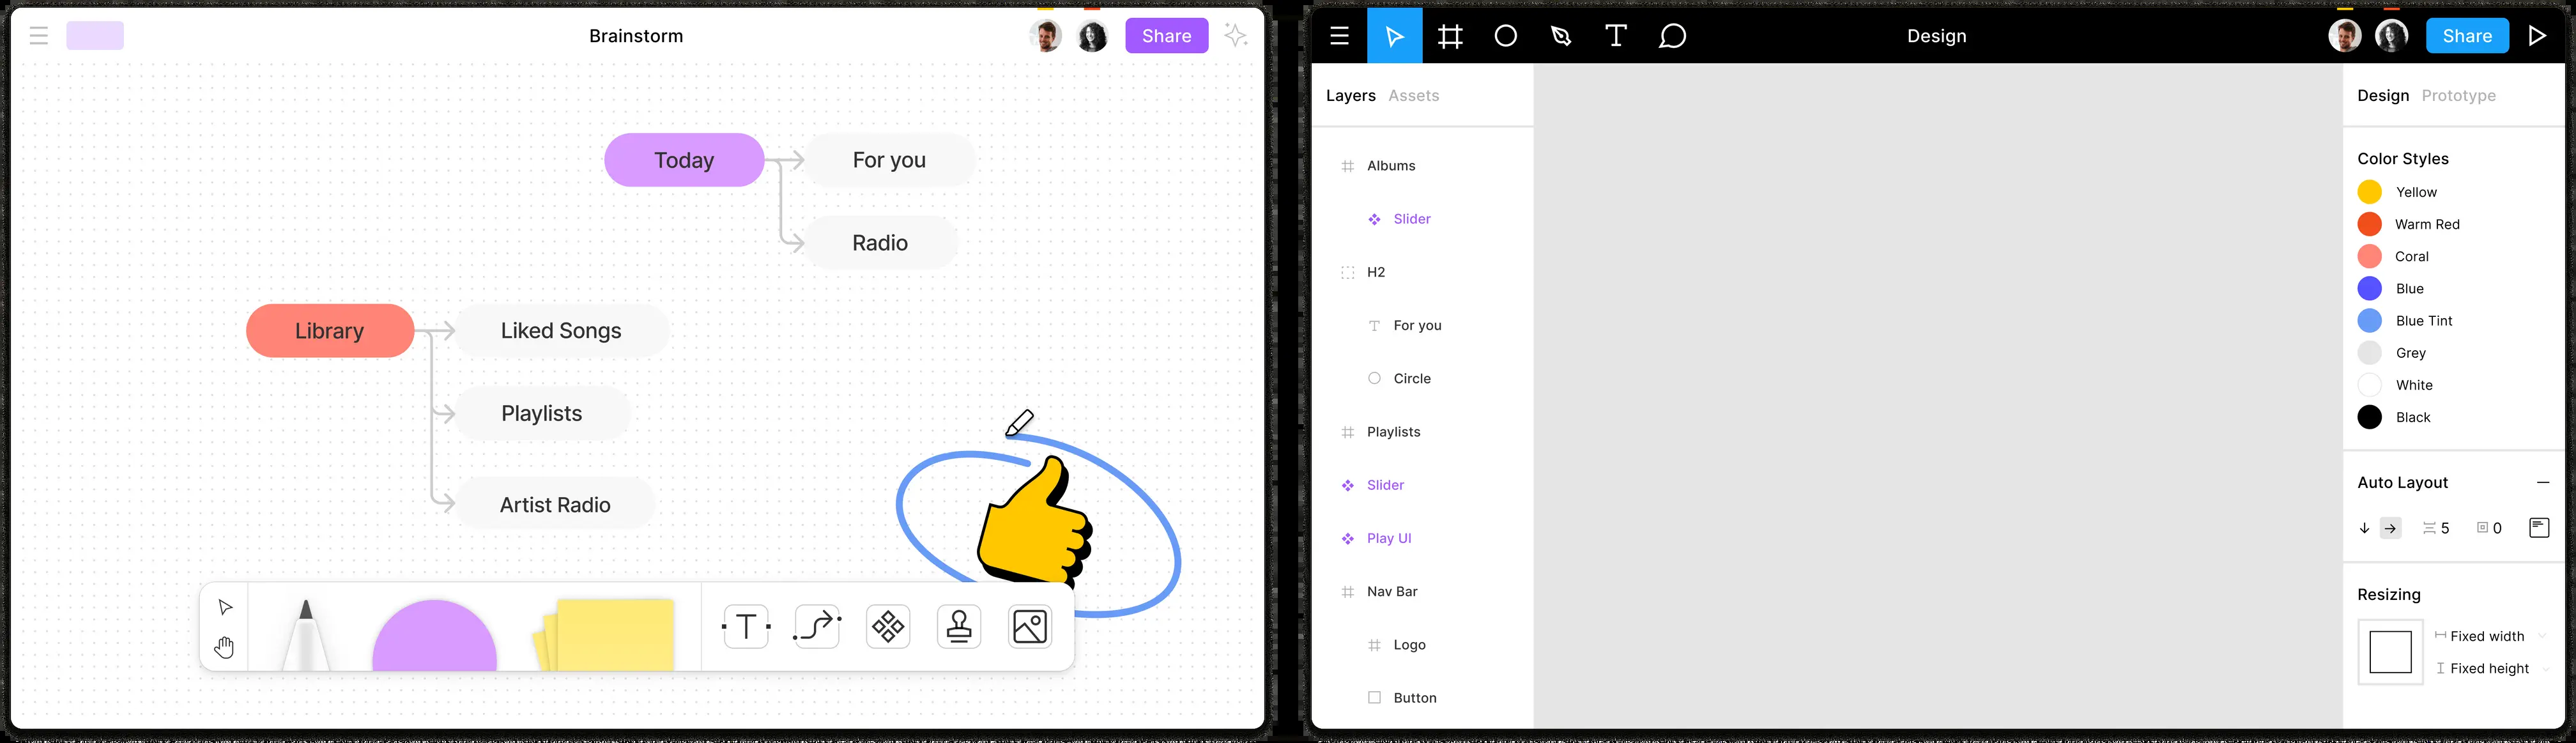 Brainstorm
Share
Today
For you
Radio
Library
Liked Songs
Playlists
Artist Radio
T
T
Design
Share
Layers Assets
Albums
Slider
H2
For you
Circle
Playlists
Slider
Play UI
Nav Bar
Logo
Button
Design Prototype
Color Styles
Yellow
Warm Red
Coral
Blue
Blue Tint
Grey
White
Black
Auto Layout
5 0
Resizing
Fixed width
Fixed height